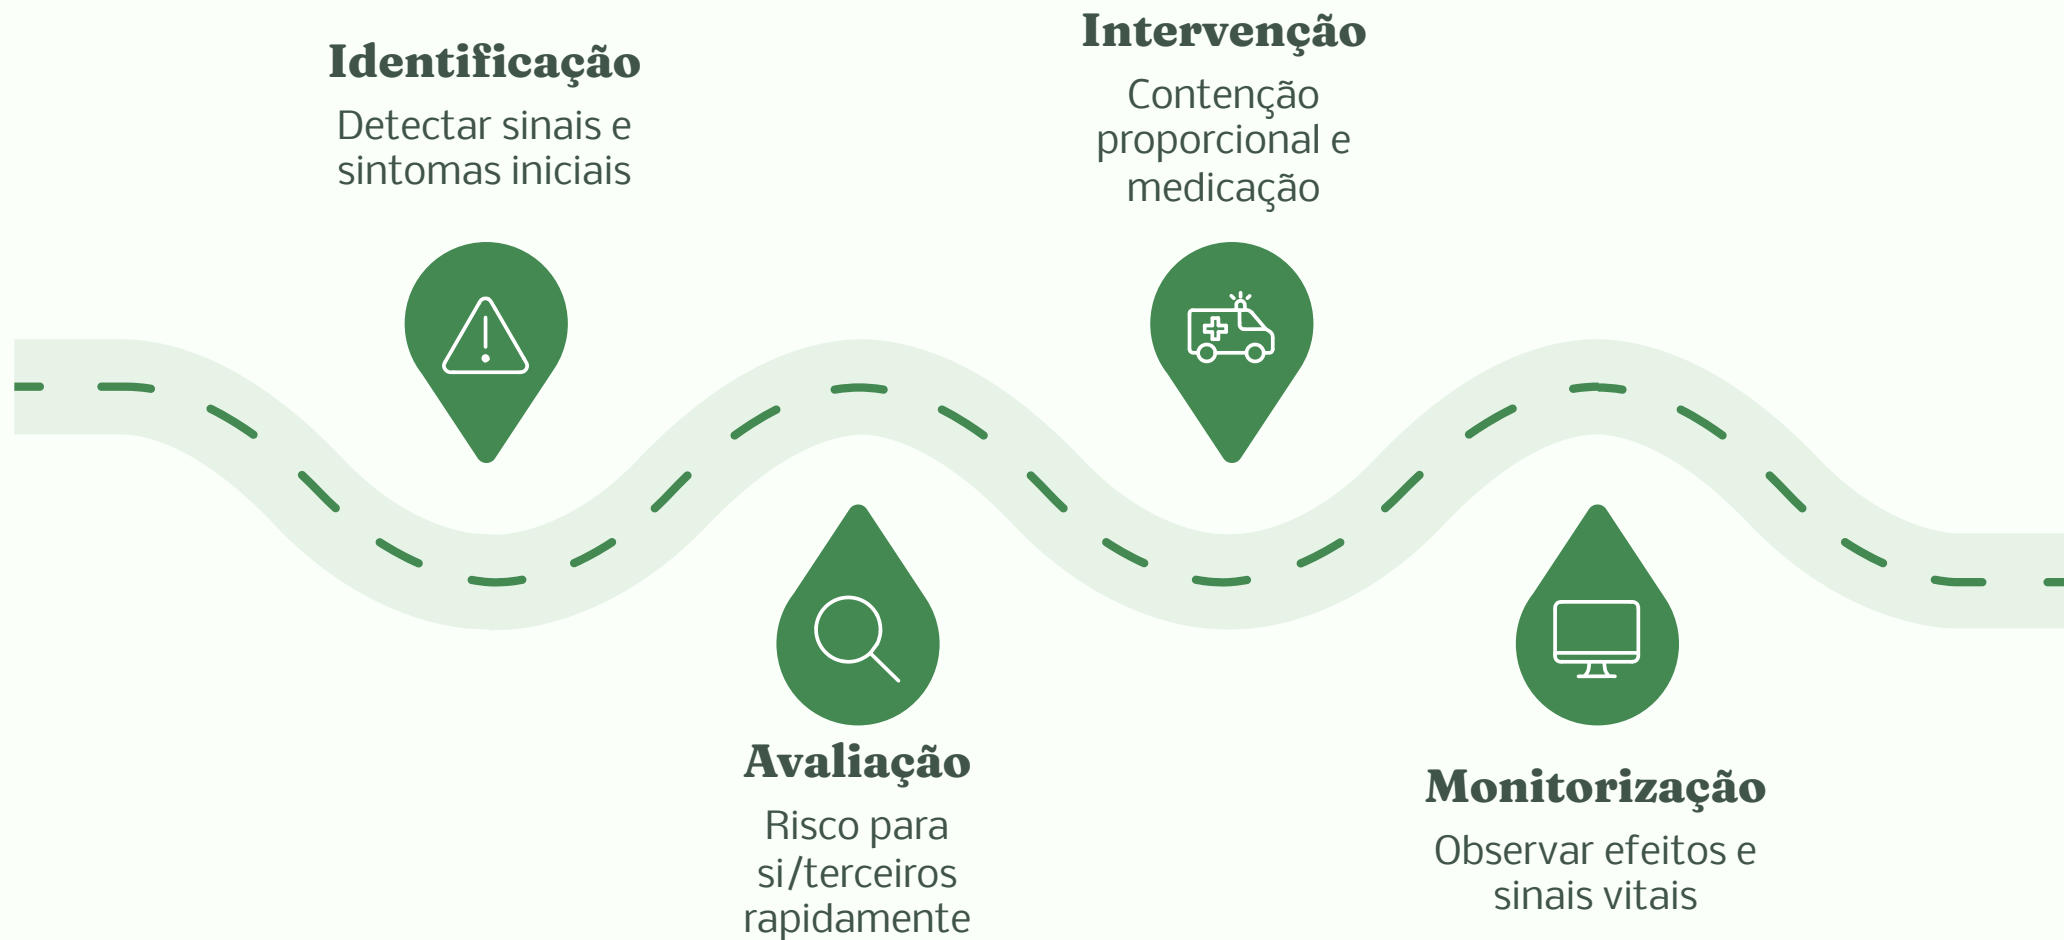 Identificação
Detectar sinais e
sintomas iniciais
Avaliação
Risco para
si/terceiros
rapidamente
Intervenção
Contenção
proporcional e
medicação
Monitorização
Observar efeitos e
sinais vitais